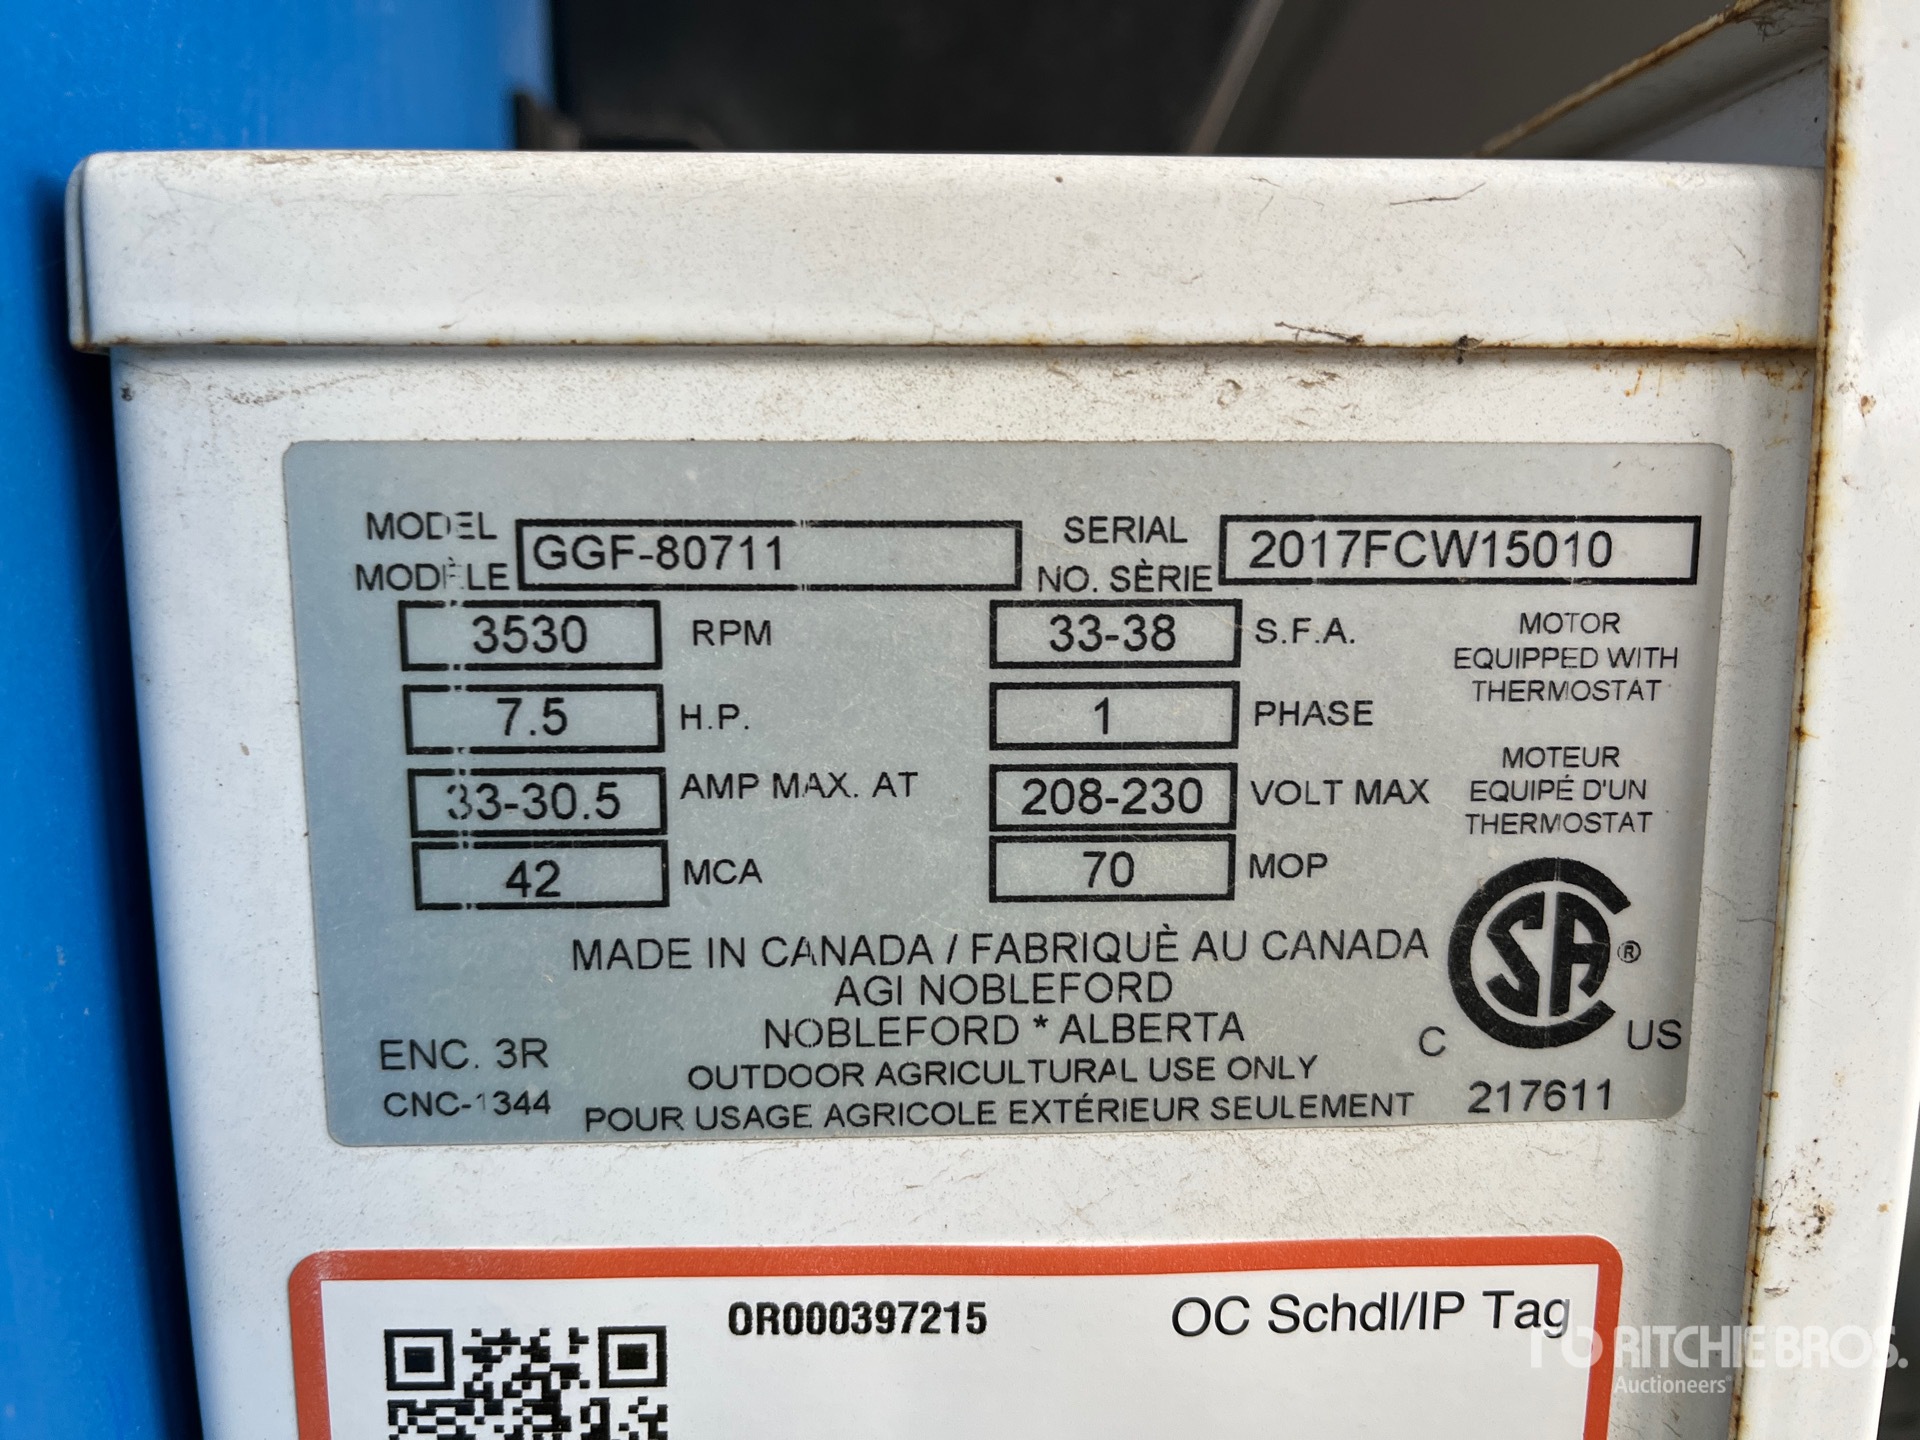 MODEL
MODÈLE
GGF-80711
SERIAL
NO. SÈRIE
2017FCW15010
3530 RPM
33-38 S.F.A.
7.5 H.P.
1 PHASE
33-30.5 AMP MAX. AT
208-230 VOLT MAX
42 MCA
70 MOP
MOTOR
EQUIPPED WITH
THERMOSTAT
MOTEUR
EQUIPÉ D'UN
THERMOSTAT
MADE IN CANADA / FABRIQUÈ AU CANADA
AGI NOBLEFORD
NOBLEFORD * ALBERTA
OUTDOOR AGRICULTURAL USE ONLY
POUR USAGE AGRICOLE EXTÉRIEUR SEULEMENT
ENC. 3R
CNC-1344
CSA ®
C US
217611
OR000397215
OC Schdl/IP Tag
RITCHIE BROS.
Auctioneers